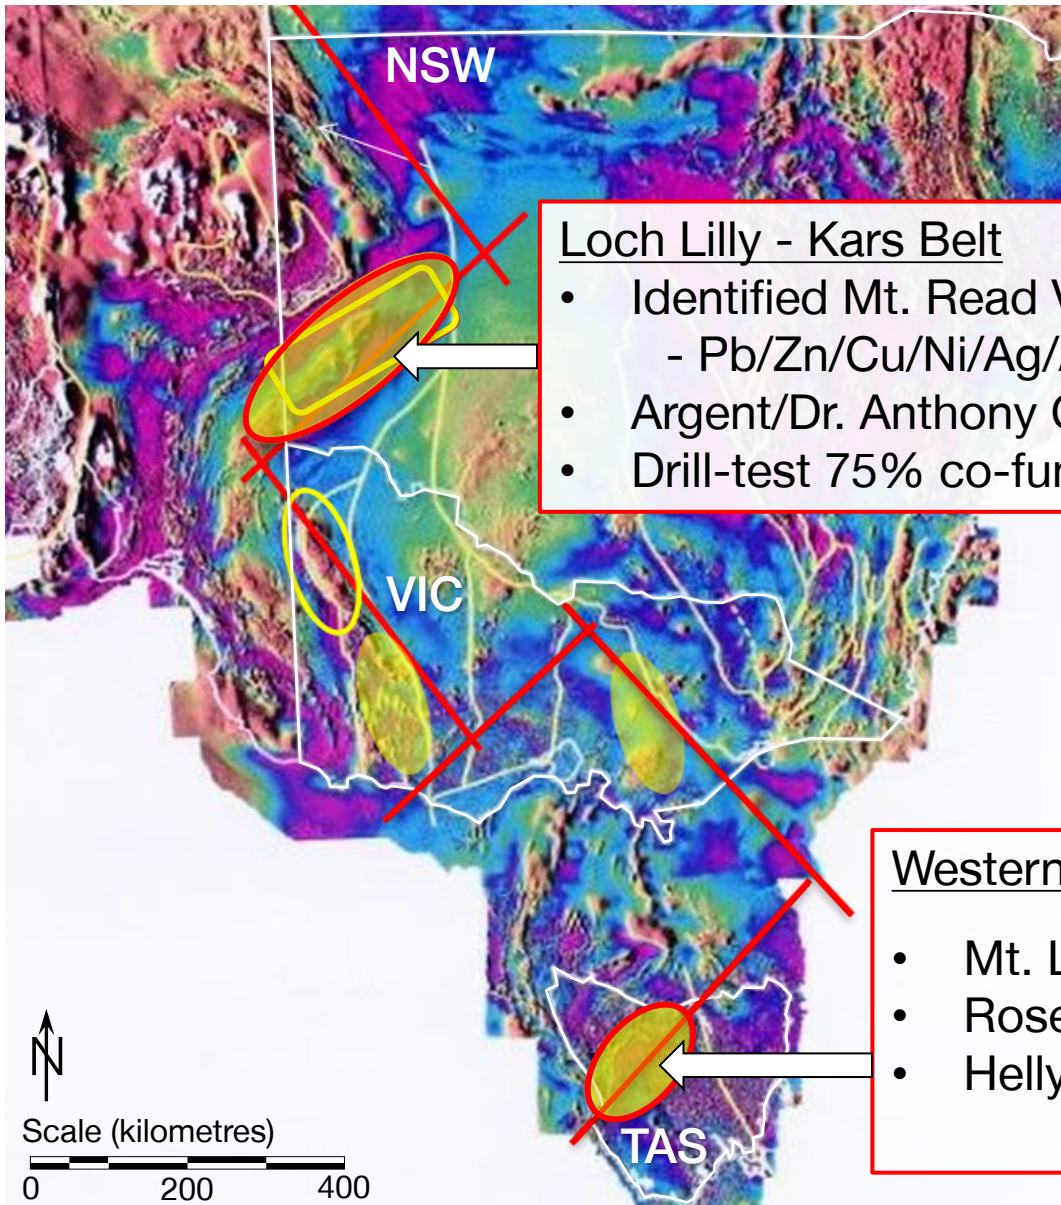 NSW
Loch Lilly - Kars Belt
• Identified Mt. Read V
- Pb/Zn/Cu/Ni/Ag/
• Argent/Dr. Anthony
• Drill-test 75% co-fu
VIC
Western
• Mt. L
• Rose
• Helly
N
TAS
Scale (kilometres)
0 200 400